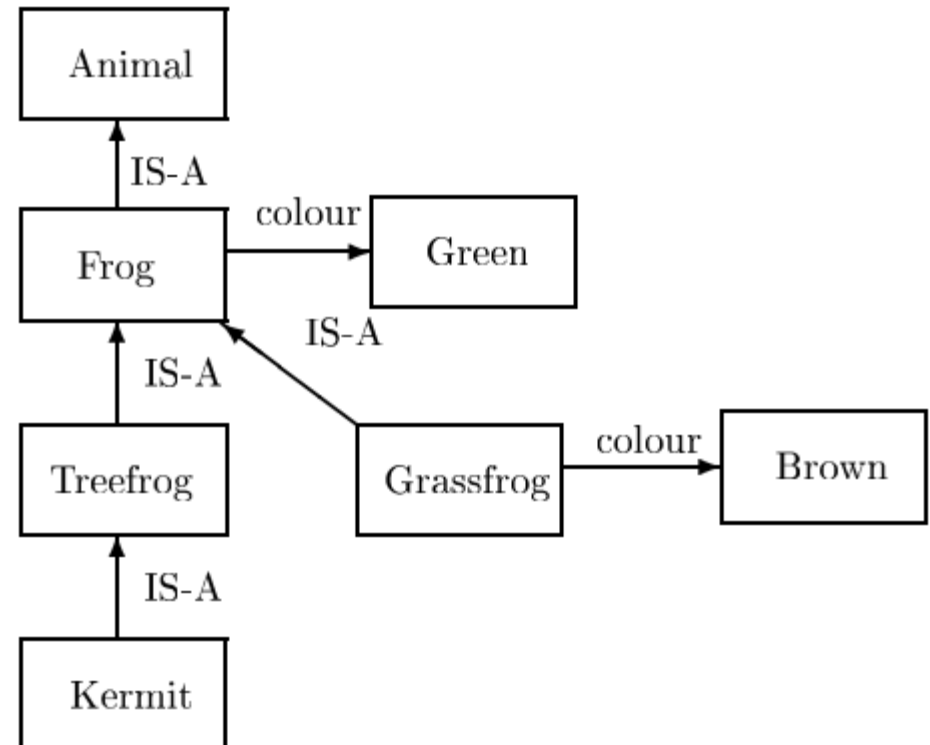 Animal
IS-A
colour
Frog
Green
IS-A
IS-A
colour
Treefrog
Grassfrog
Brown
IS-A
Kermit